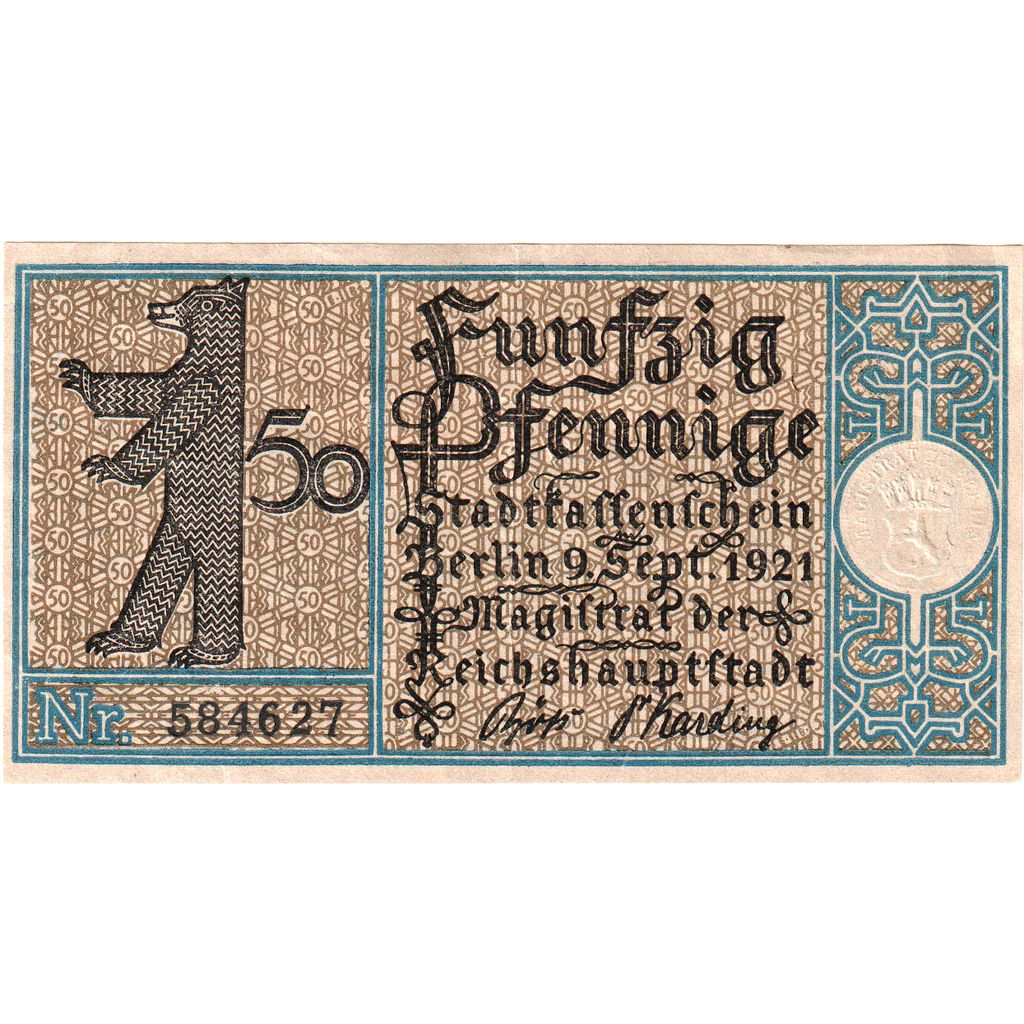 50
Fünfzig
Pfennige
Stadtkaſſenſchein
Berlin 9. Sept. 1921
Magiſtrat der
Reichshauptſtadt
Nr. 584627